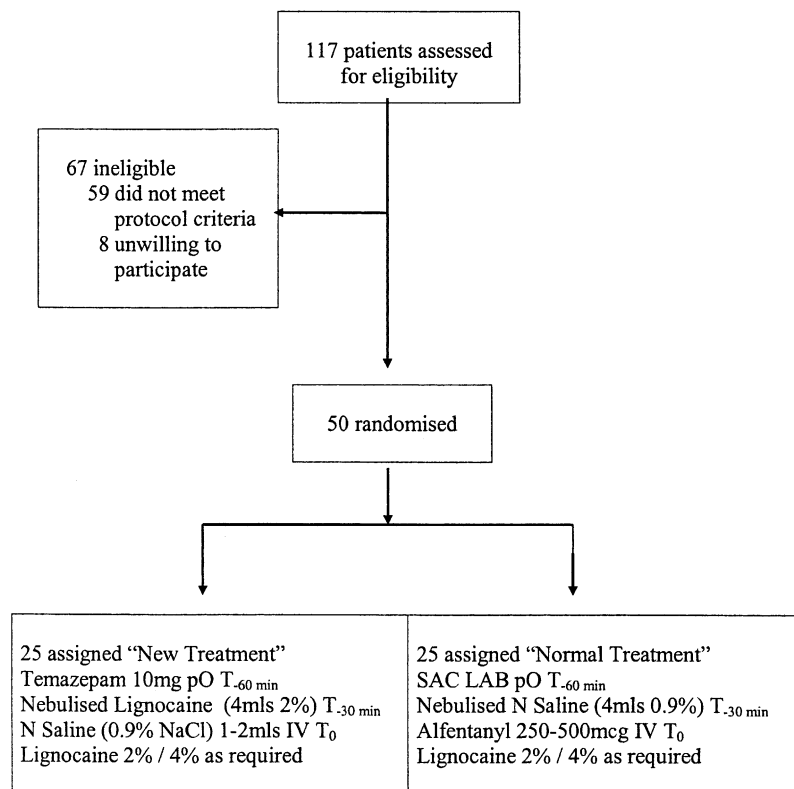 117 patients assessed
for eligibility
67 ineligible
59 did not meet
protocol criteria
8 unwilling to
participate
50 randomised
25 assigned “New Treatment”
Temazepam 10mg pO T-60 min
Nebulised Lignocaine (4mls 2%) T-30 min
N Saline (0.9% NaCl) 1-2mls IV T0
Lignocaine 2% / 4% as required
25 assigned “Normal Treatment”
SAC LAB pO T-60 min
Nebulised N Saline (4mls 0.9%) T-30 min
Alfentanyl 250-500mcg IV T0
Lignocaine 2% / 4% as required